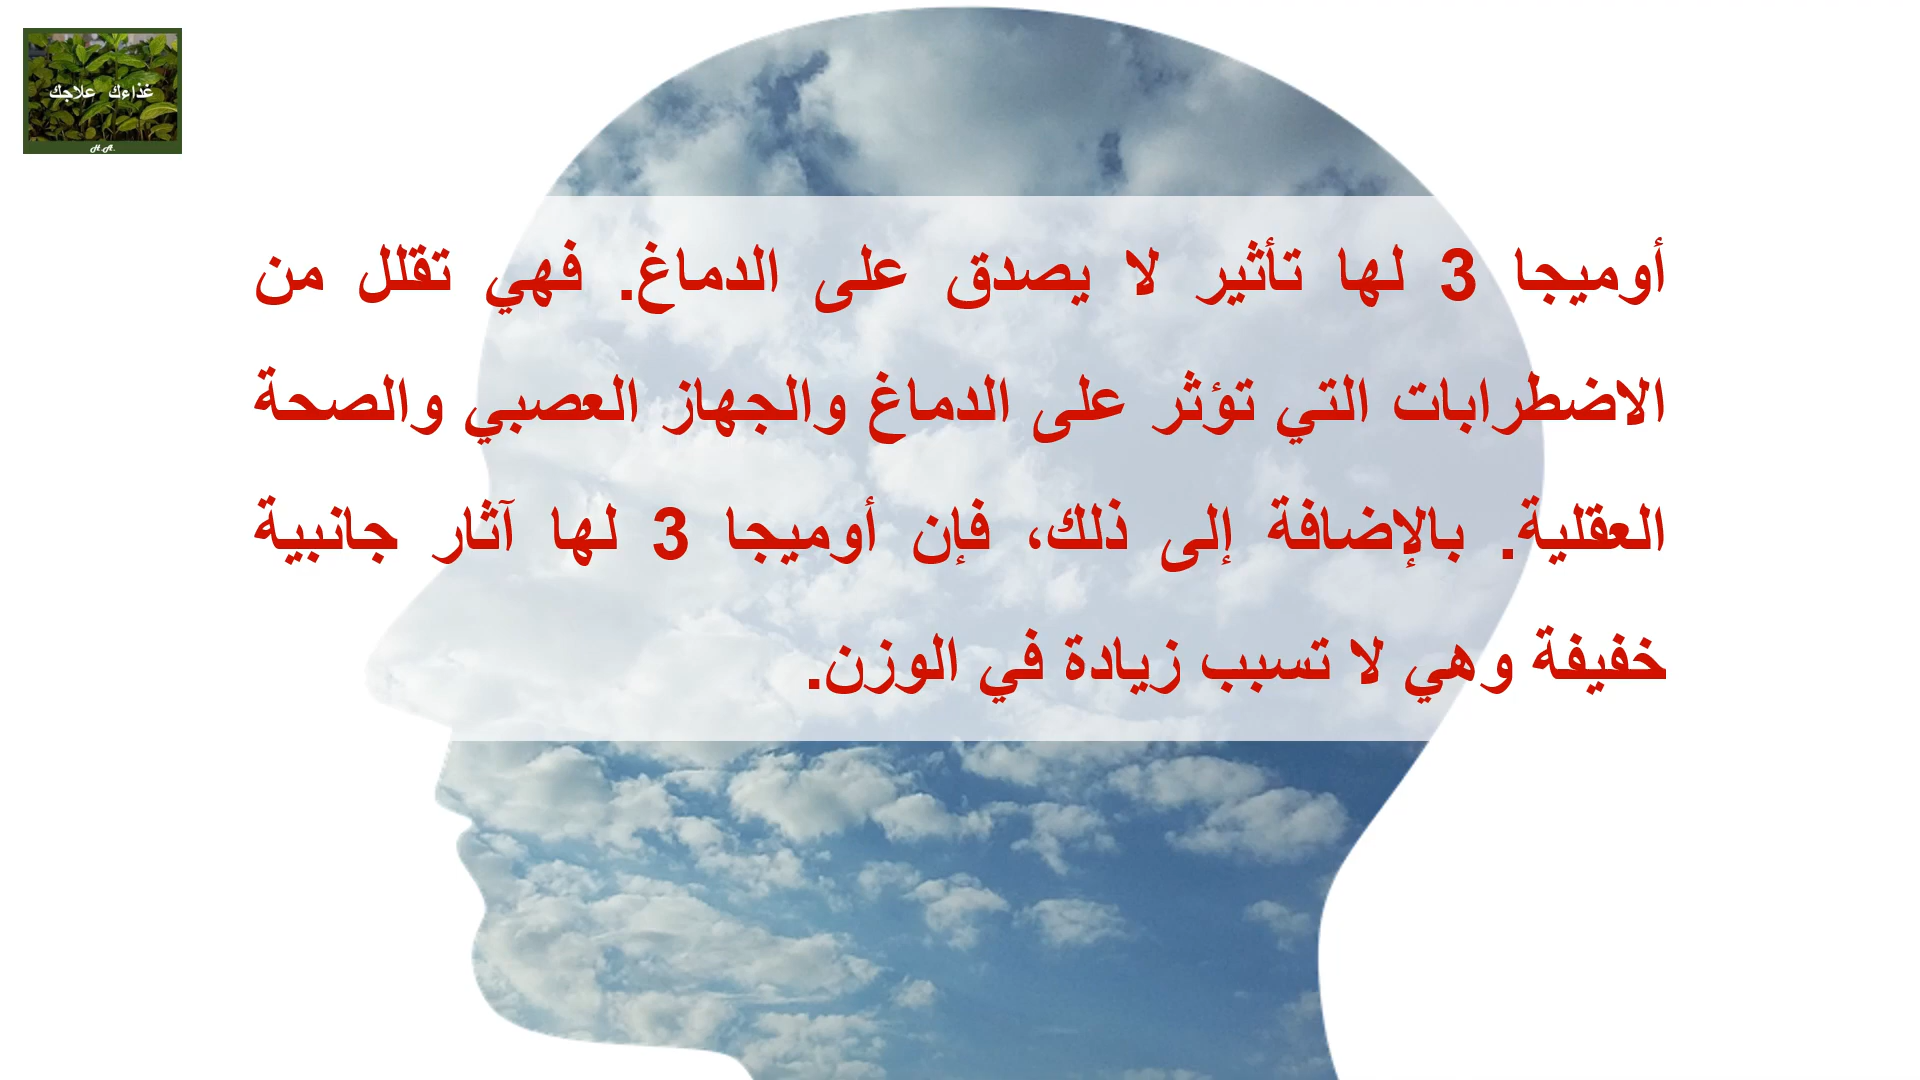 غذاءك علاجك
H.A.
أوميجا 3 لها تأثير لا يصدق على الدماغ. فهي تقلل من
الاضطرابات التي تؤثر على الدماغ والجهاز العصبي والصحة
العقلية. بالإضافة إلى ذلك، فإن أوميجا 3 لها آثار جانبية
خفيفة وهي لا تسبب زيادة في الوزن.